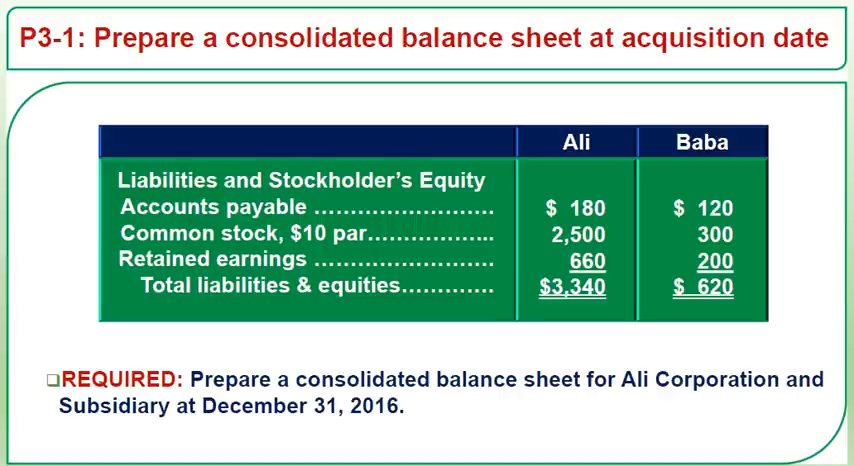 P3-1: Prepare a consolidated balance sheet at acquisition date
Ali Baba
Liabilities and Stockholder’s Equity
Accounts payable ……………………. $ 180 $ 120
Common stock, $10 par……………... 2,500 300
Retained earnings ……………………. 660 200
Total liabilities & equities…………. $3,340 $ 620
❑REQUIRED: Prepare a consolidated balance sheet for Ali Corporation and
Subsidiary at December 31, 2016.